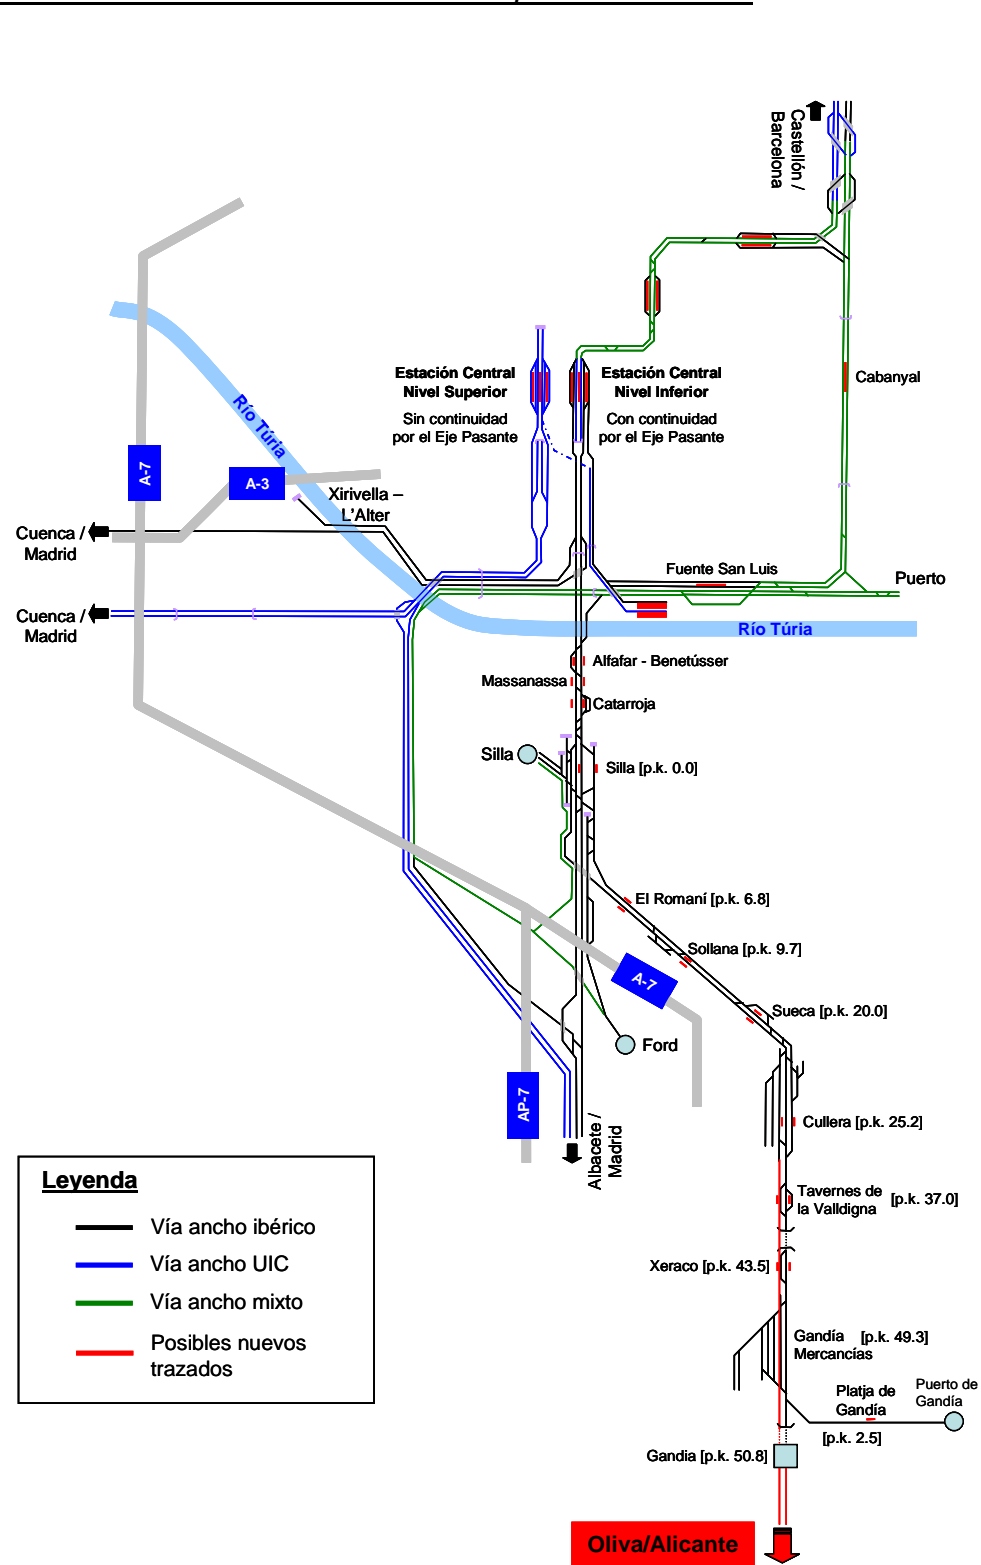 Castellón /
Barcelona
Estación Central
Nivel Superior
Sin continuidad
por el Eje Pasante
Estación Central
Nivel Inferior
Con continuidad
por el Eje Pasante
Cabanyal
Río Túria
A-7
A-3
Xirivella –
L'Alter
Cuenca /
Madrid
Fuente San Luis
Puerto
Cuenca /
Madrid
Río Túria
Alfafar - Benetússer
Massanassa
Catarroja
Silla
Silla [p.k. 0.0]
El Romaní [p.k. 6.8]
Sollana [p.k. 9.7]
A-7
Sueca [p.k. 20.0]
Ford
AP-7
Albacete /
Madrid
Cullera [p.k. 25.2]
Tavernes de
la Valldigna [p.k. 37.0]
Xeraco [p.k. 43.5]
Gandía [p.k. 49.3]
Mercancías
Platja de
Gandía
Puerto de
Gandía
[p.k. 2.5]
Gandia [p.k. 50.8]
Oliva/Alicante
Leyenda
Vía ancho ibérico
Vía ancho UIC
Vía ancho mixto
Posibles nuevos
trazados